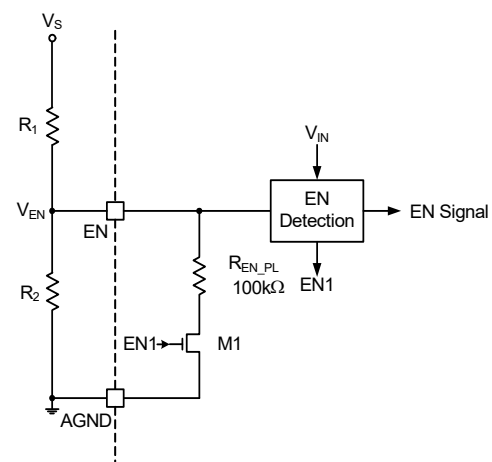 VS
R1
VIN
EN
Detection
VEN
EN
EN Signal
REN_PL
100kΩ
EN1
R2
EN1
M1
AGND